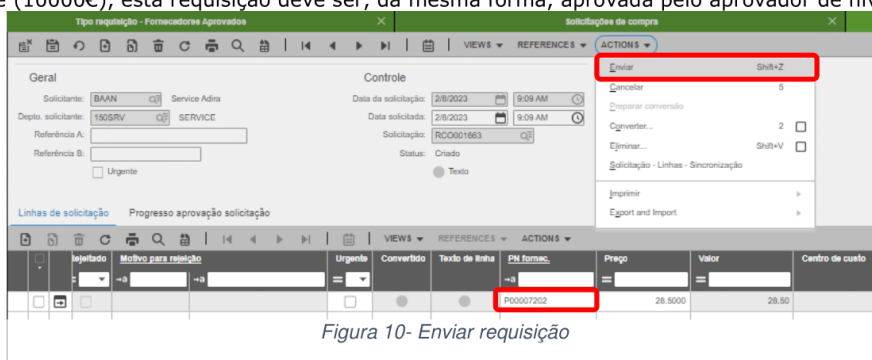 e (10000€), esta requisição deve ser, da mesma forma, aprovada pelo aprovador de nív
Tipo requisição - Fornecedores Aprovados
Solicitações de compra
VIEWS REFERENCES ACTIONS
Geral
Controle
Solicitante: BAAN Service Adira
Data da solicitação: 2/8/2023 9:09 AM
Depto. solicitante: 150SRV SERVICE
Data solicitada: 2/8/2023 9:09 AM
Referência A:
Solicitação: RCO001663
Referência B:
Status: Criado
Urgente
Texto
Enviar Shift+Z
Cancelar 5
Preparar conversão
Converter... 2
Eliminar... Shift+V
Solicitação - Linhas - Sincronização
Imprimir
Export and Import
Linhas de solicitação Progresso aprovação solicitação
VIEWS REFERENCES ACTIONS
Rejeitado Motivo para rejeição Urgente Convertido Texto de linha PN fornec. Preço Valor Centro de custo
P00007202 28.5000 28.50
Figura 10- Enviar requisição